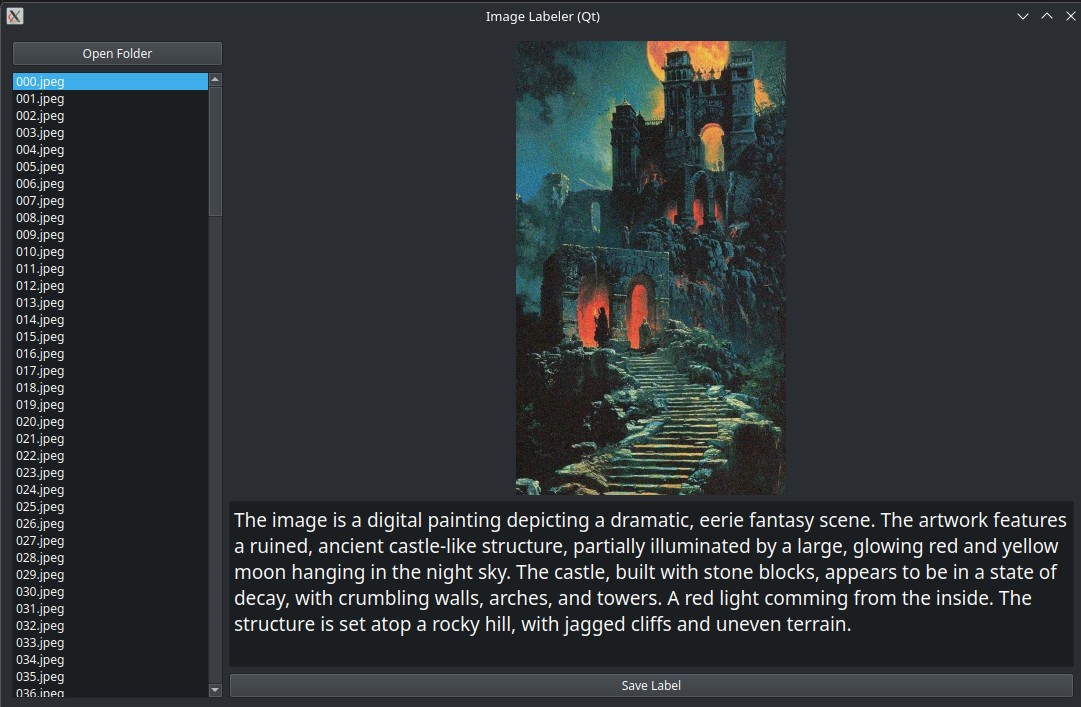 Image Labeler (Qt)
Open Folder
000.jpeg
001.jpeg
002.jpeg
003.jpeg
004.jpeg
005.jpeg
006.jpeg
007.jpeg
008.jpeg
009.jpeg
010.jpeg
011.jpeg
012.jpeg
013.jpeg
014.jpeg
015.jpeg
016.jpeg
017.jpeg
018.jpeg
019.jpeg
020.jpeg
021.jpeg
022.jpeg
023.jpeg
024.jpeg
025.jpeg
026.jpeg
027.jpeg
028.jpeg
029.jpeg
030.jpeg
031.jpeg
032.jpeg
033.jpeg
034.jpeg
035.jpeg
036.jpeg
The image is a digital painting depicting a dramatic, eerie fantasy scene. The artwork features
a ruined, ancient castle-like structure, partially illuminated by a large, glowing red and yellow
moon hanging in the night sky. The castle, built with stone blocks, appears to be in a state of
decay, with crumbling walls, arches, and towers. A red light comming from the inside. The
structure is set atop a rocky hill, with jagged cliffs and uneven terrain.
Save Label